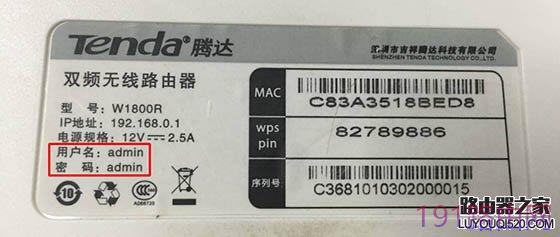 Tenda® 腾达
深圳市吉祥腾达科技有限公司
SHENZHEN TENDA TECHNOLOGY CO.,LTD.
双频无线路由器
型 号: W1800R
IP地址: 192.168.0.1
电源规格: 12V⎓2.5A
用户名: admin
密 码: admin
MAC
C83A3518BED8
wps pin
82789886
序列号
C3681010302000015
10
CCC
A06735
路由器之家
LUYOUQI520.COM